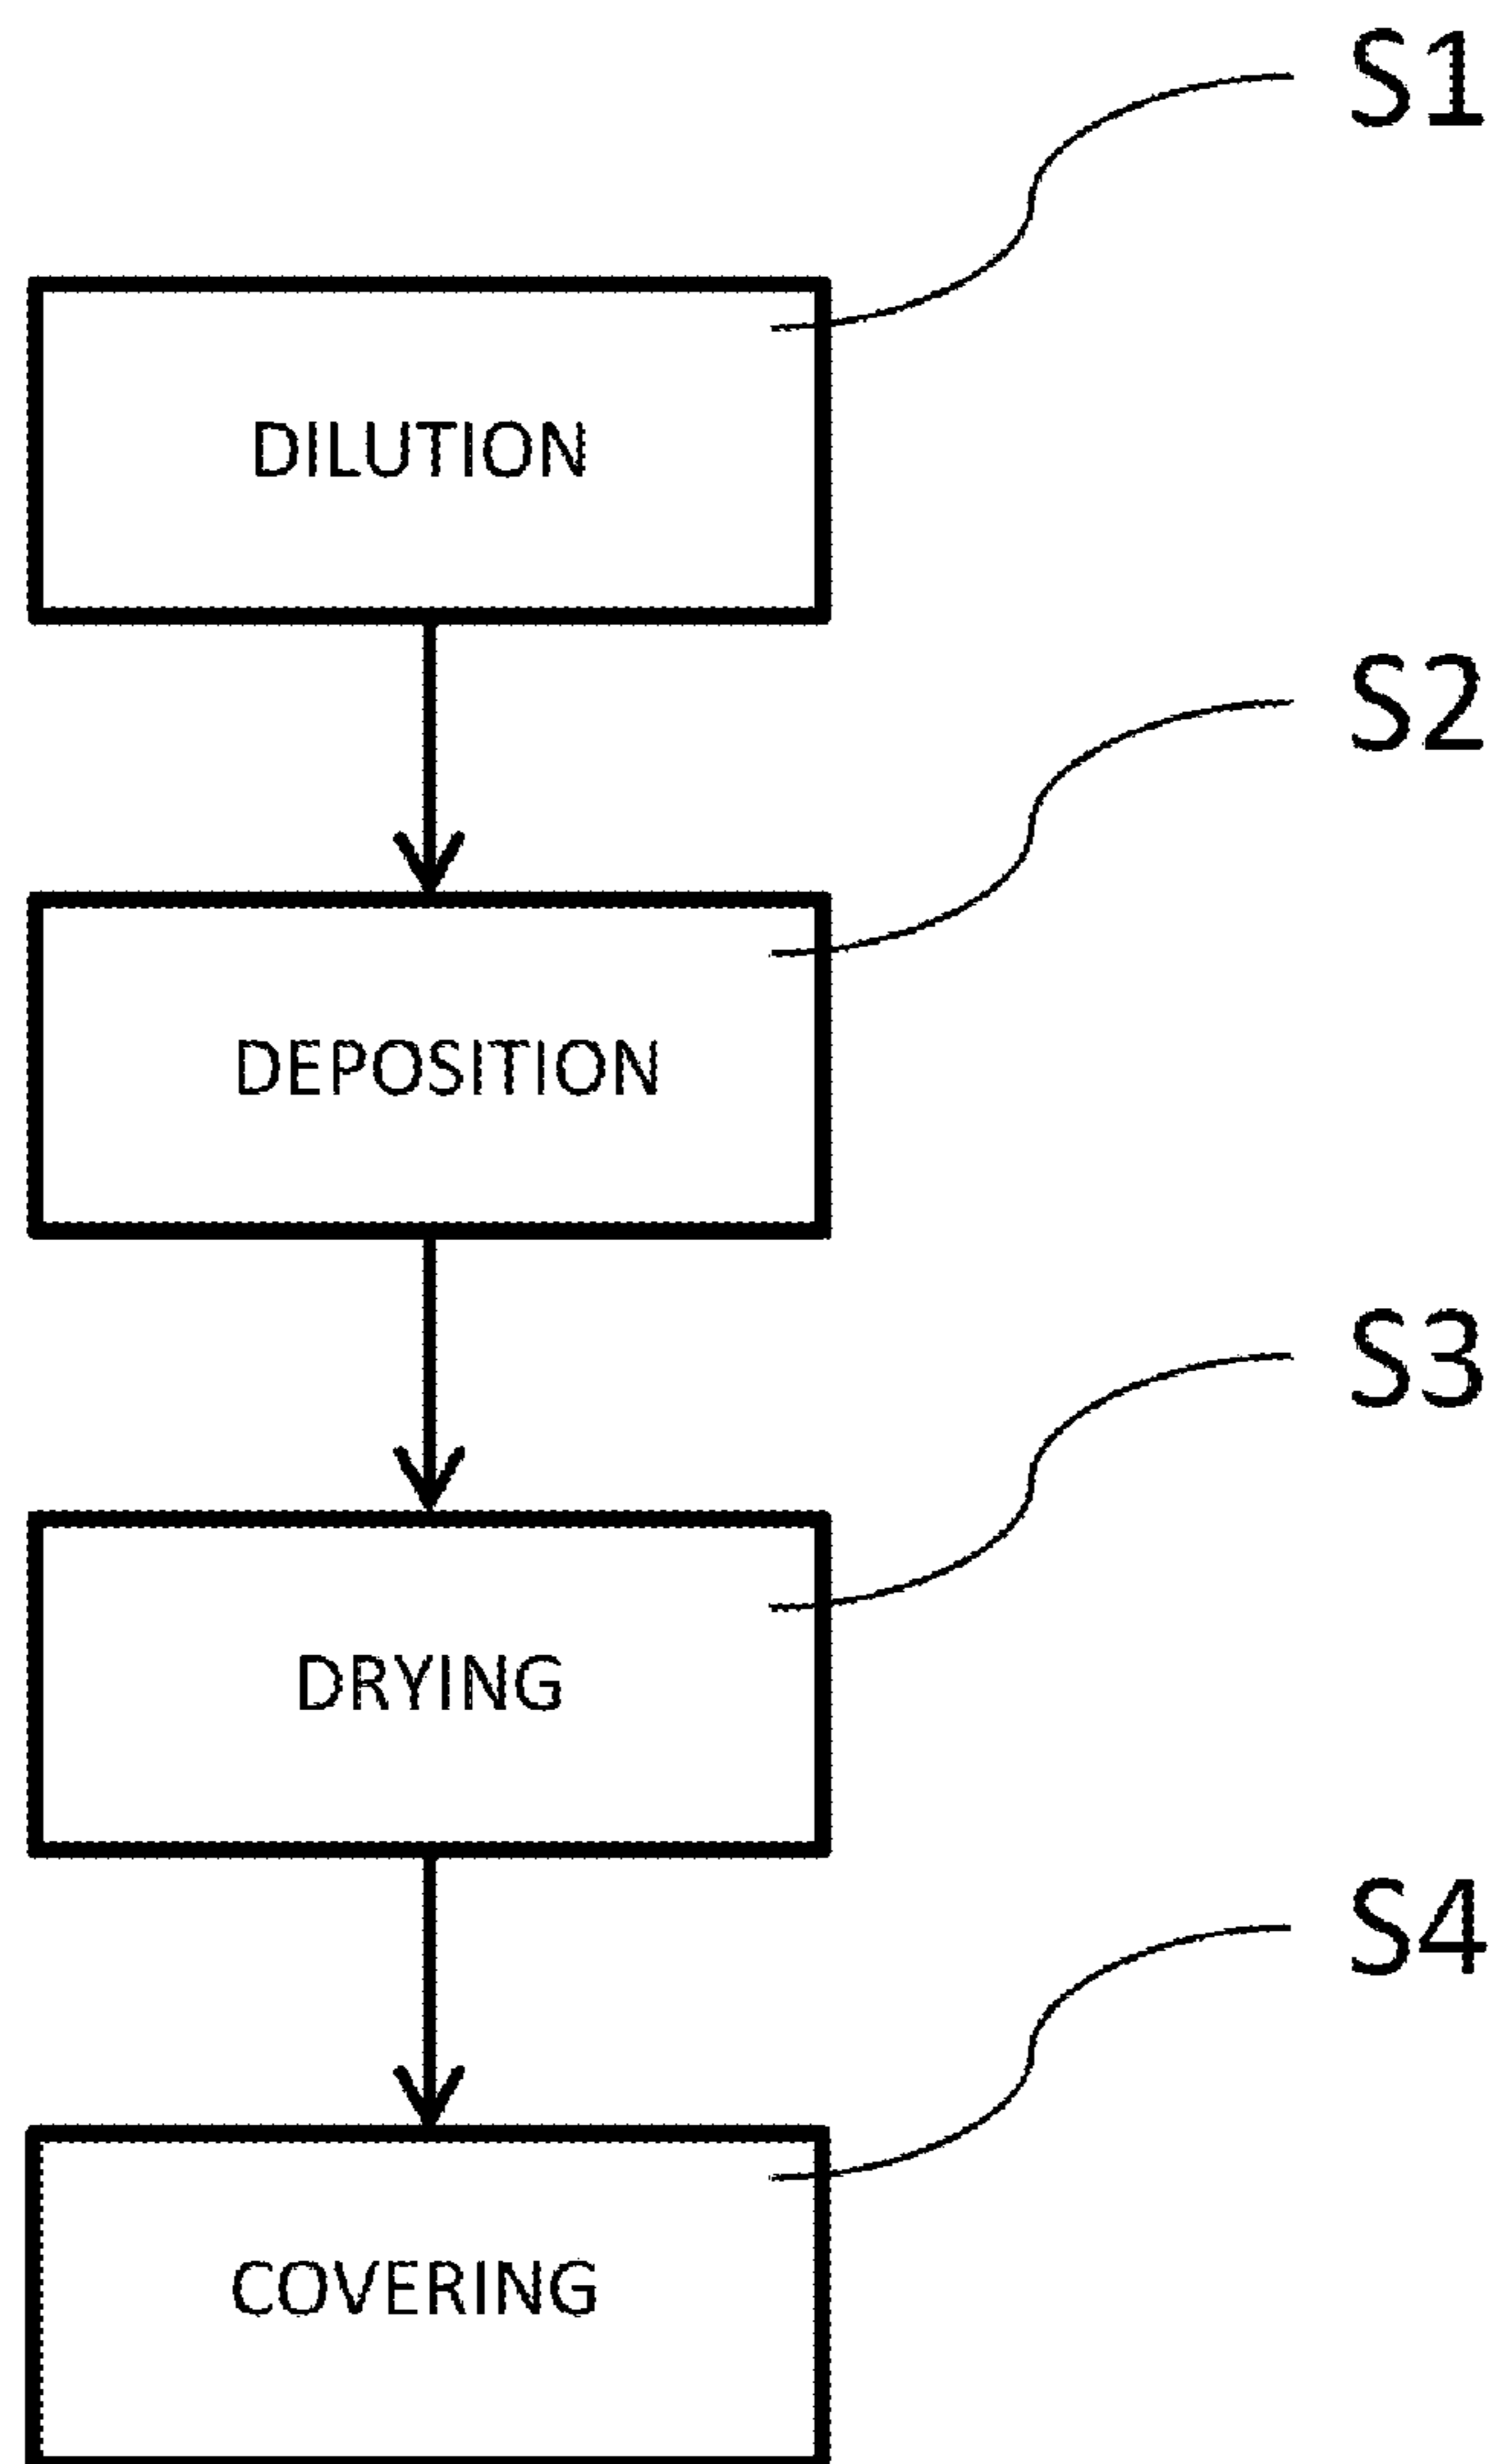 S1
DILUTION
S2
DEPOSITION
S3
DRYING
S4
COVERING